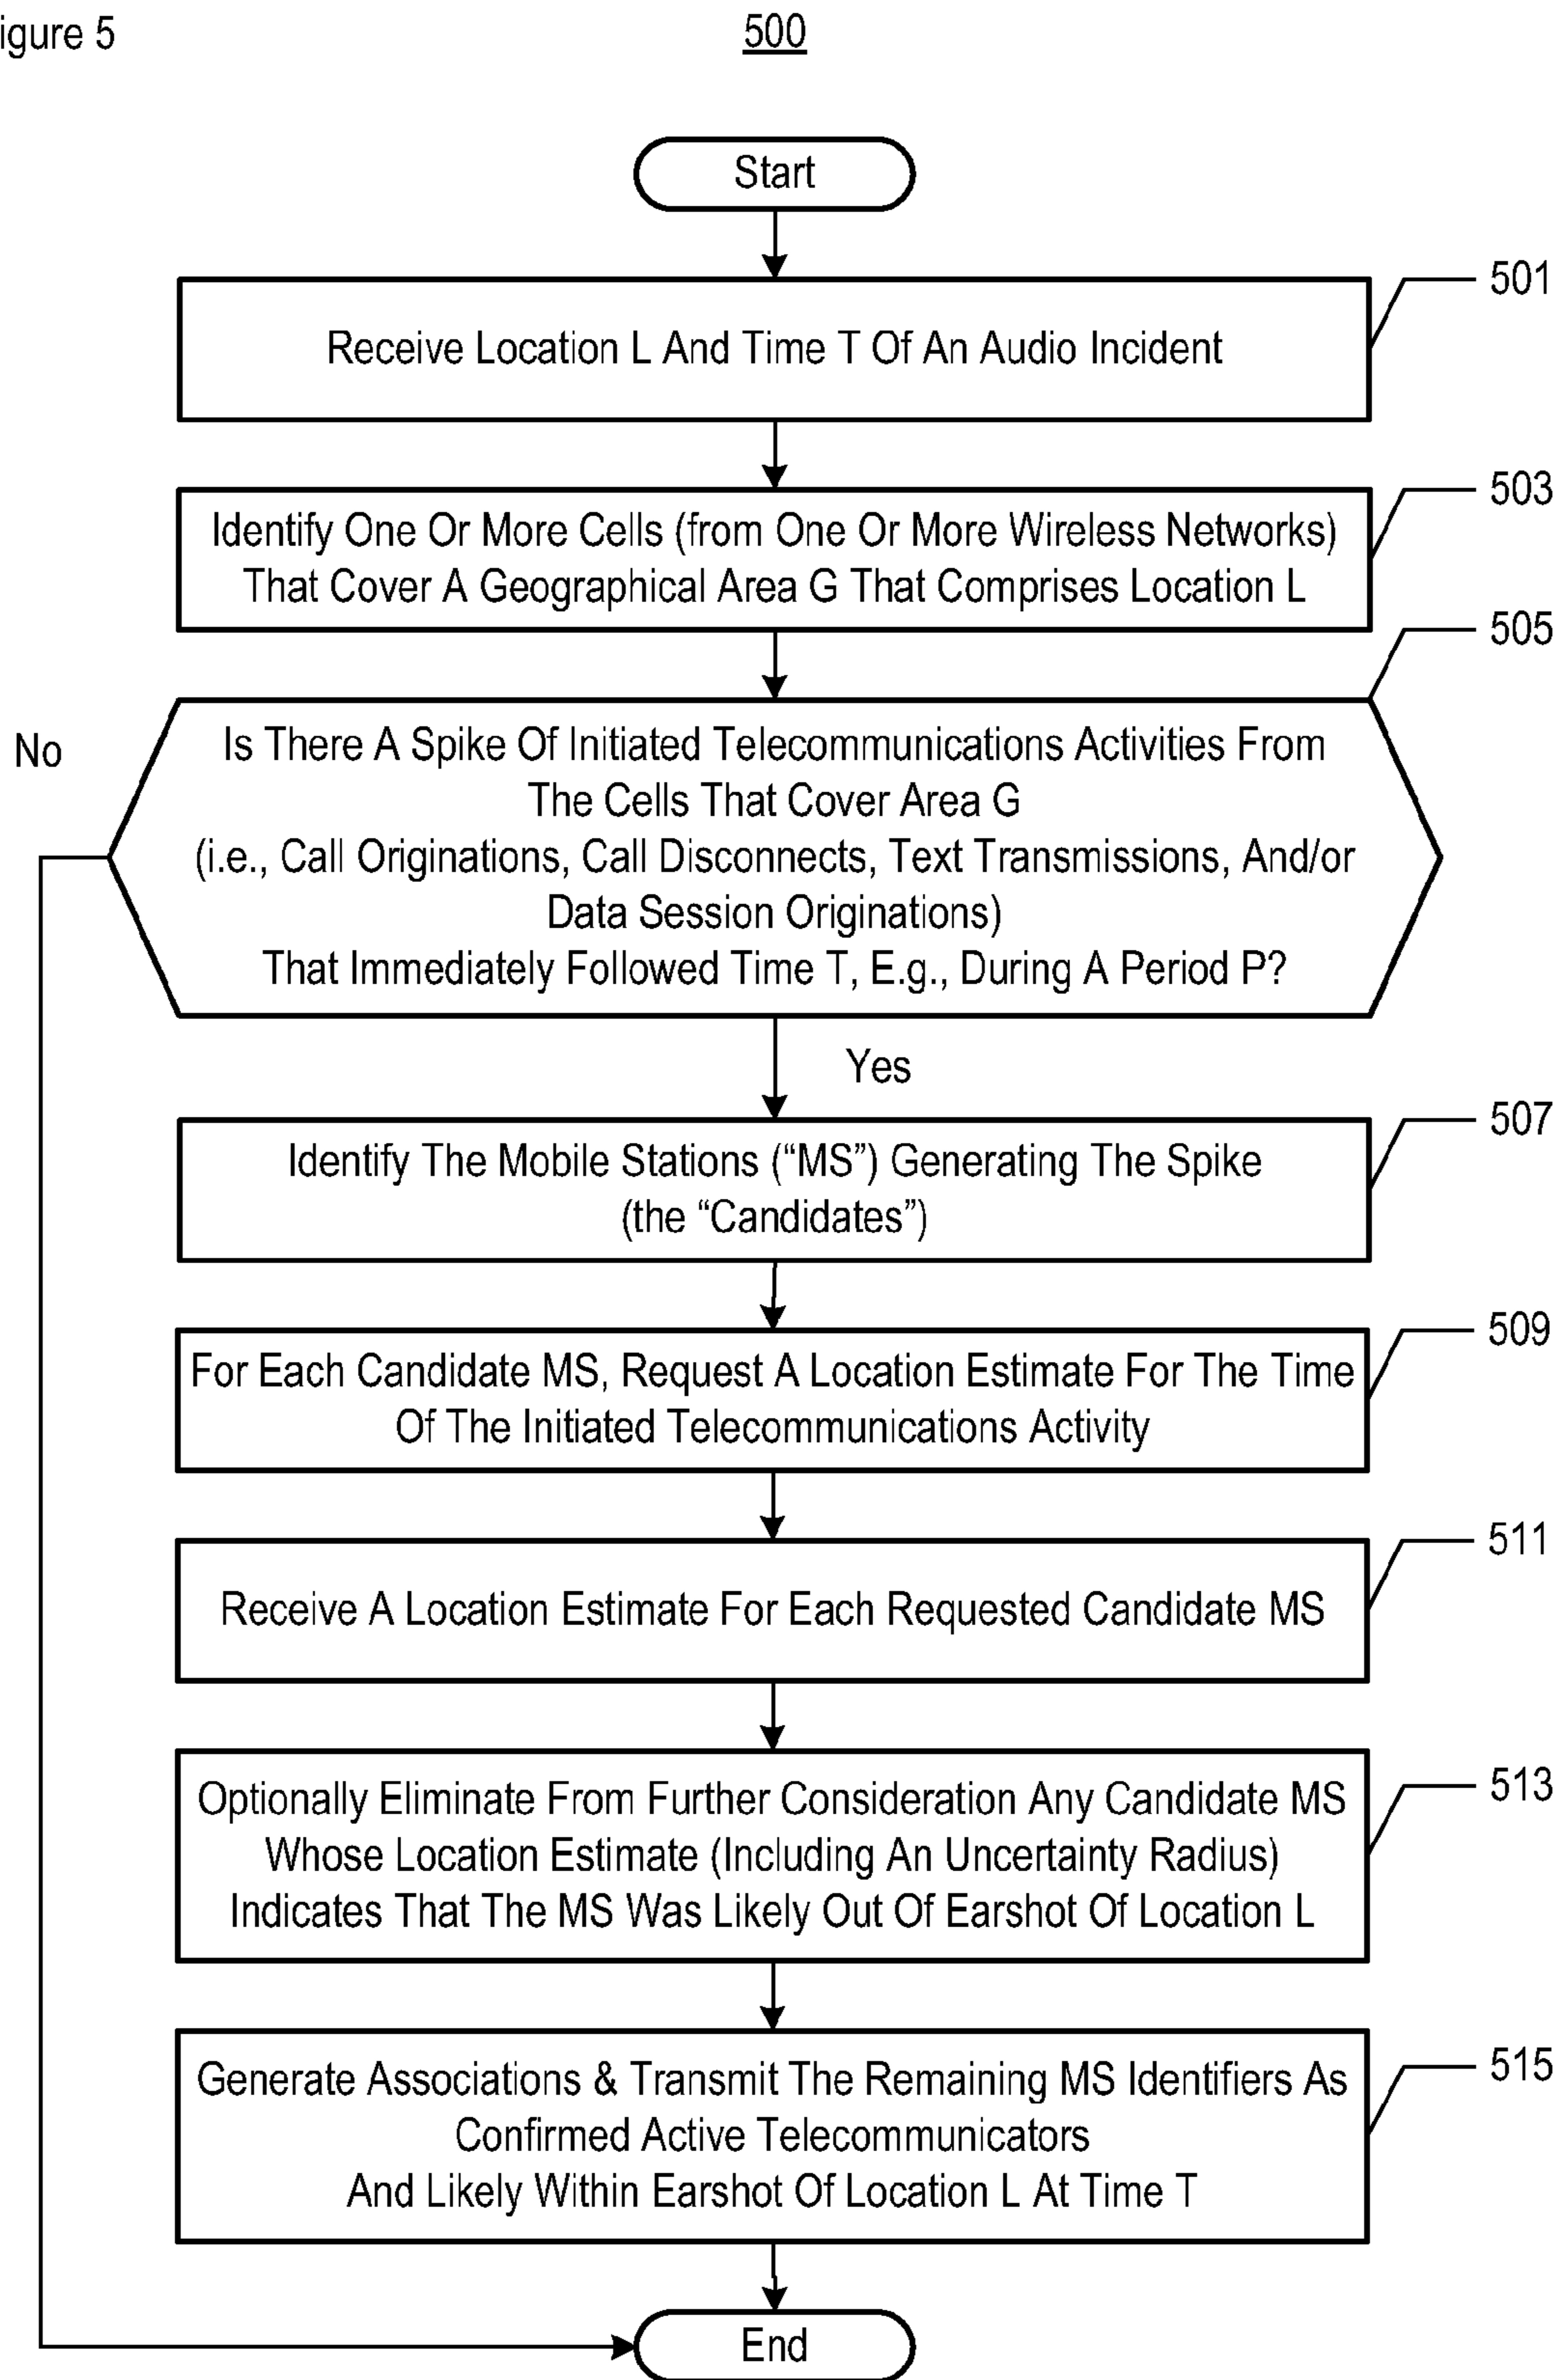 igure 5
500
Start
501
Receive Location L And Time T Of An Audio Incident
503
Identify One Or More Cells (from One Or More Wireless Networks)
That Cover A Geographical Area G That Comprises Location L
505
No
Is There A Spike Of Initiated Telecommunications Activities From
The Cells That Cover Area G
(i.e., Call Originations, Call Disconnects, Text Transmissions, And/or
Data Session Originations)
That Immediately Followed Time T, E.g., During A Period P?
Yes
507
Identify The Mobile Stations (“MS”) Generating The Spike
(the “Candidates”)
509
For Each Candidate MS, Request A Location Estimate For The Time
Of The Initiated Telecommunications Activity
511
Receive A Location Estimate For Each Requested Candidate MS
513
Optionally Eliminate From Further Consideration Any Candidate MS
Whose Location Estimate (Including An Uncertainty Radius)
Indicates That The MS Was Likely Out Of Earshot Of Location L
515
Generate Associations & Transmit The Remaining MS Identifiers As
Confirmed Active Telecommunicators
And Likely Within Earshot Of Location L At Time T
End